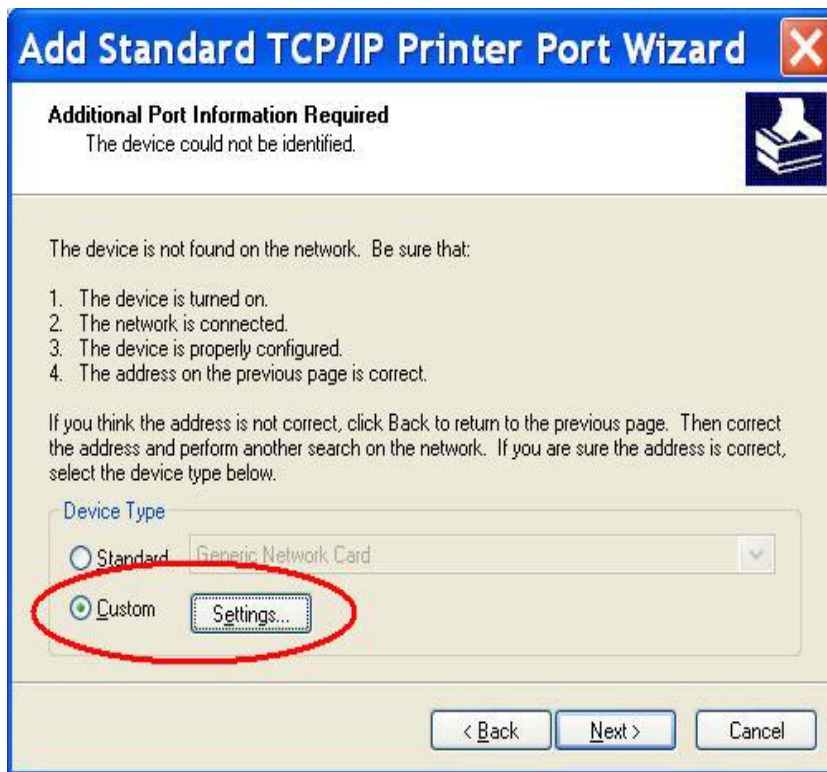 Add Standard TCP/IP Printer Port Wizard
Additional Port Information Required
The device could not be identified.
The device is not found on the network. Be sure that:
1. The device is turned on.
2. The network is connected.
3. The device is properly configured.
4. The address on the previous page is correct.
If you think the address is not correct, click Back to return to the previous page. Then correct
the address and perform another search on the network. If you are sure the address is correct,
select the device type below.
Device Type
Standard Generic Network Card
Custom Settings...
< Back Next > Cancel